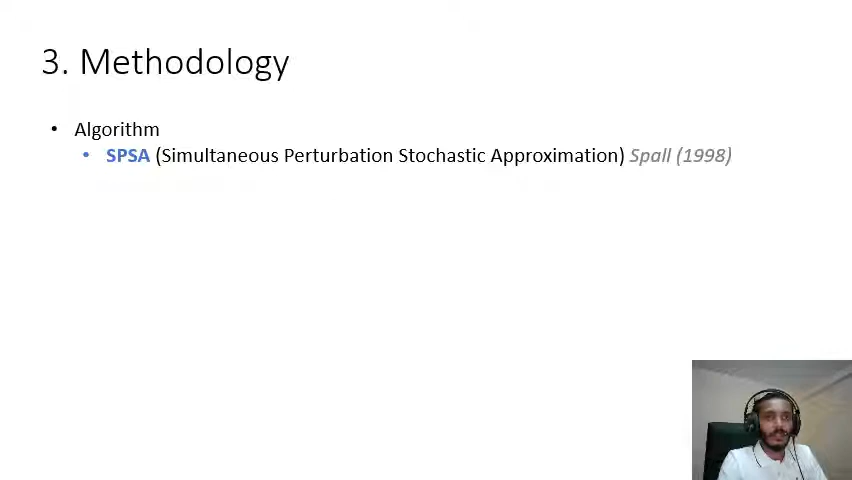 3. Methodology
• Algorithm
• SPSA (Simultaneous Perturbation Stochastic Approximation) Spall (1998)